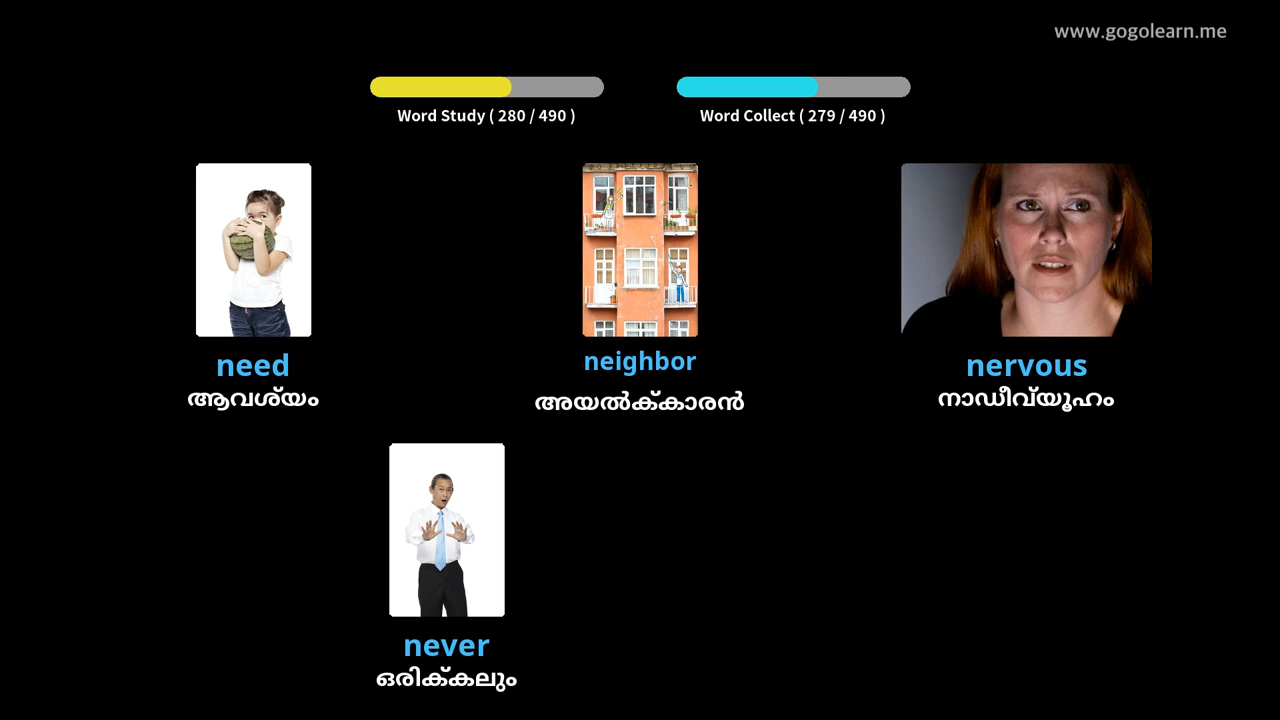 www.gogolearn.me
Word Study ( 280 / 490 )
Word Collect ( 279 / 490 )
need
ആവശ്യം
neighbor
അയൽക്കാരൻ
nervous
നാഡീവ്യൂഹം
never
ഒരിക്കലും